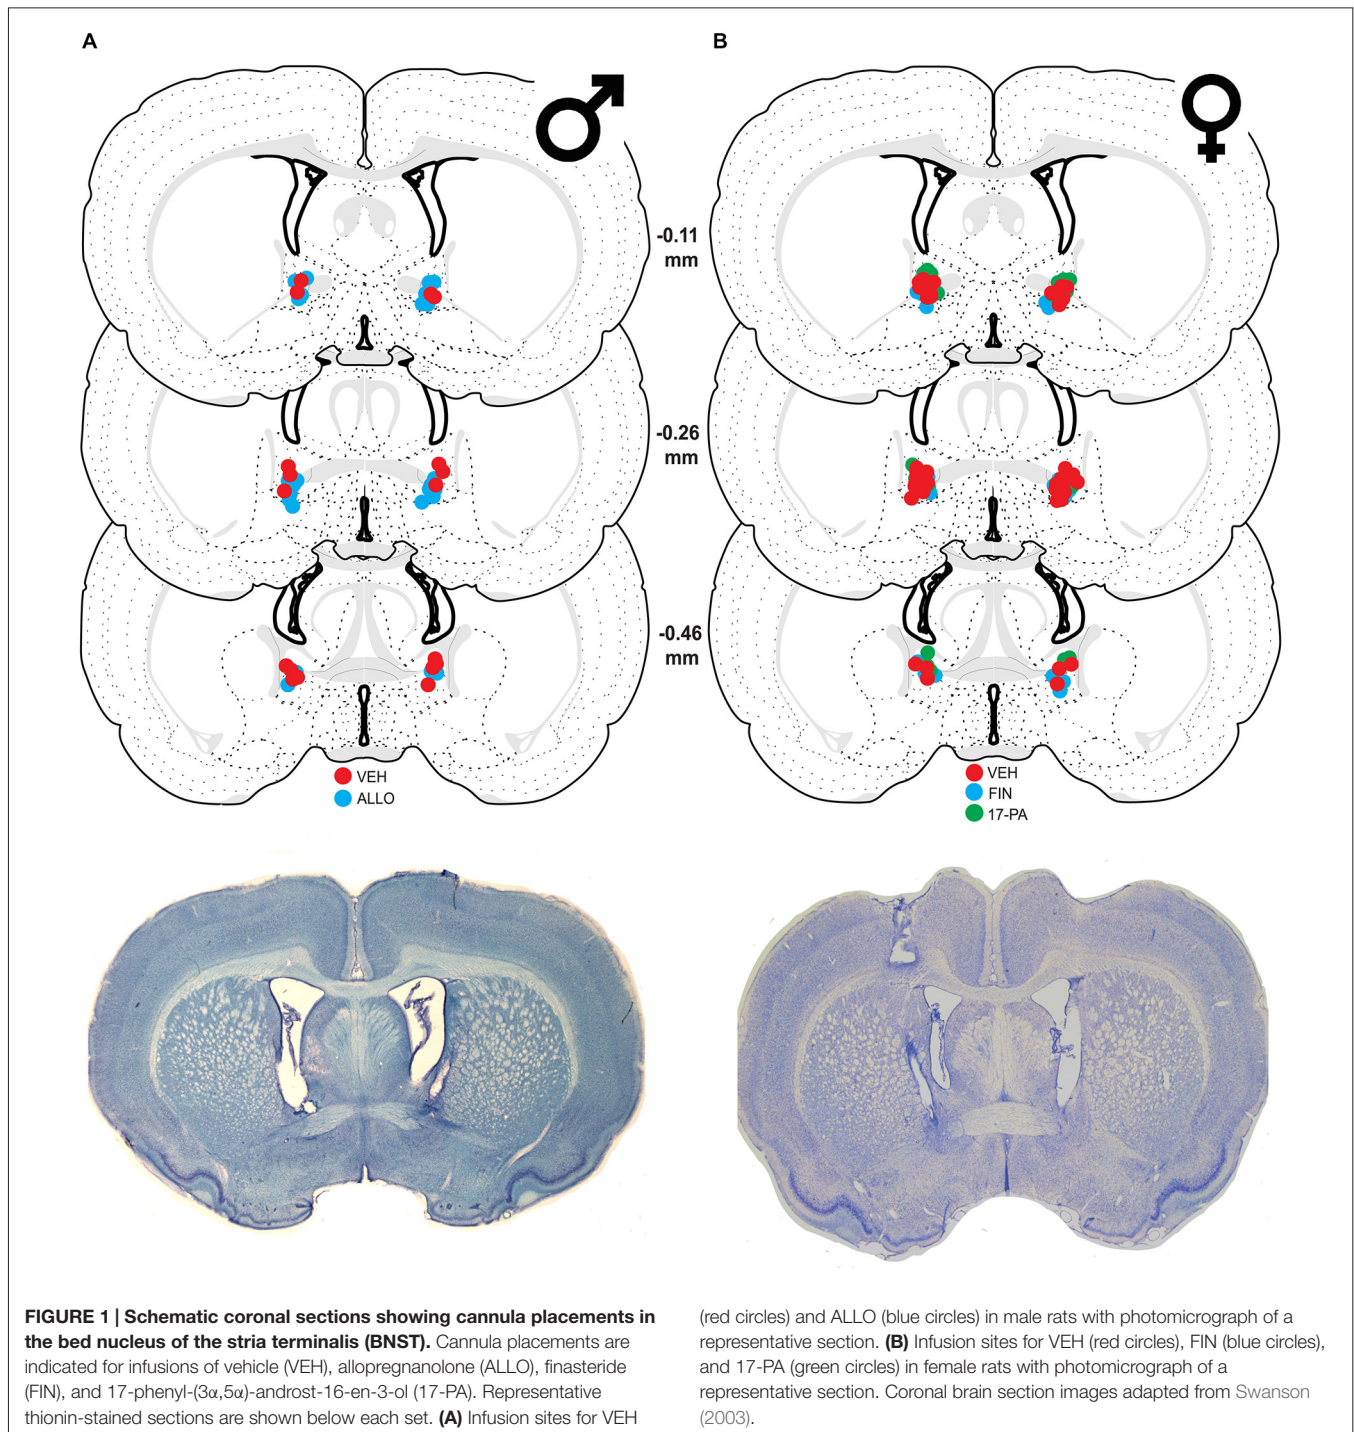 A
B
-0.11
mm
-0.26
mm
-0.46
mm
VEH
ALLO
VEH
FIN
17-PA
FIGURE 1 | Schematic coronal sections showing cannula placements in
the bed nucleus of the stria terminalis (BNST). Cannula placements are
indicated for infusions of vehicle (VEH), allopregnanolone (ALLO), finasteride
(FIN), and 17-phenyl-(3α,5α)-androst-16-en-3-ol (17-PA). Representative
thionin-stained sections are shown below each set. (A) Infusion sites for VEH
(red circles) and ALLO (blue circles) in male rats with photomicrograph of a
representative section. (B) Infusion sites for VEH (red circles), FIN (blue circles),
and 17-PA (green circles) in female rats with photomicrograph of a
representative section. Coronal brain section images adapted from Swanson
(2003).